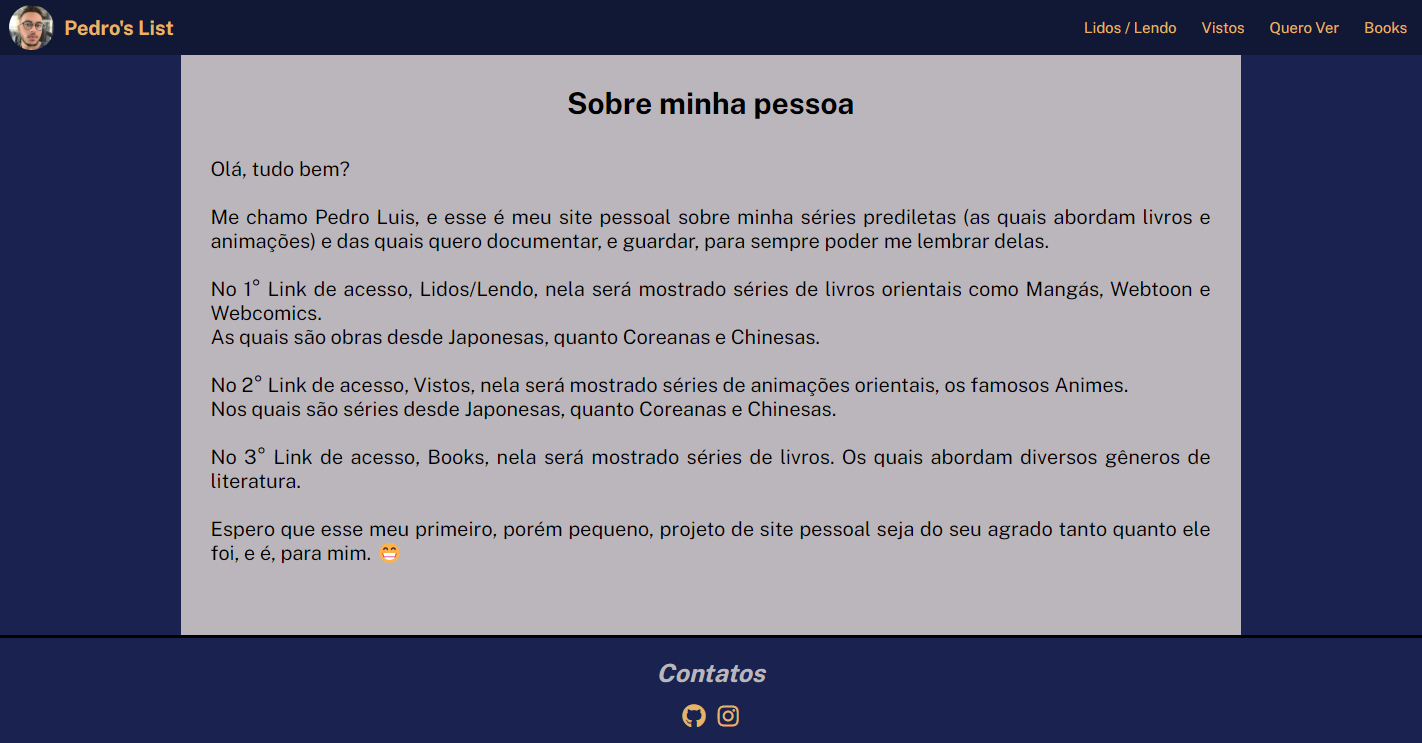 Pedro's List
Lidos / Lendo
Vistos
Quero Ver
Books
Sobre minha pessoa
Olá, tudo bem?
Me chamo Pedro Luis, e esse é meu site pessoal sobre minha séries prediletas (as quais abordam livros e
animações) e das quais quero documentar, e guardar, para sempre poder me lembrar delas.
No 1° Link de acesso, Lidos/Lendo, nela será mostrado séries de livros orientais como Mangás, Webtoon e
Webcomics.
As quais são obras desde Japonesas, quanto Coreanas e Chinesas.
No 2° Link de acesso, Vistos, nela será mostrado séries de animações orientais, os famosos Animes.
Nos quais são séries desde Japonesas, quanto Coreanas e Chinesas.
No 3° Link de acesso, Books, nela será mostrado séries de livros. Os quais abordam diversos gêneros de
literatura.
Espero que esse meu primeiro, porém pequeno, projeto de site pessoal seja do seu agrado tanto quanto ele
foi, e é, para mim. 😁
Contatos